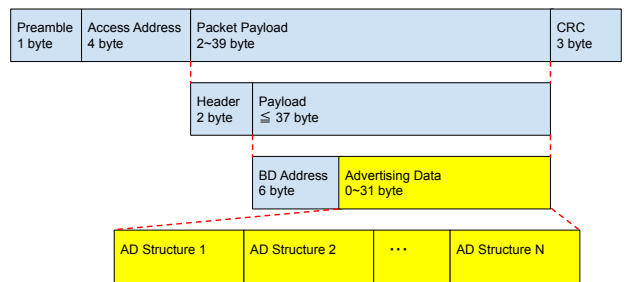 Preamble
1 byte
Access Address
4 byte
Packet Payload
2~39 byte
CRC
3 byte
Header
2 byte
Payload
≦ 37 byte
BD Address
6 byte
Advertising Data
0~31 byte
AD Structure 1
AD Structure 2
···
AD Structure N